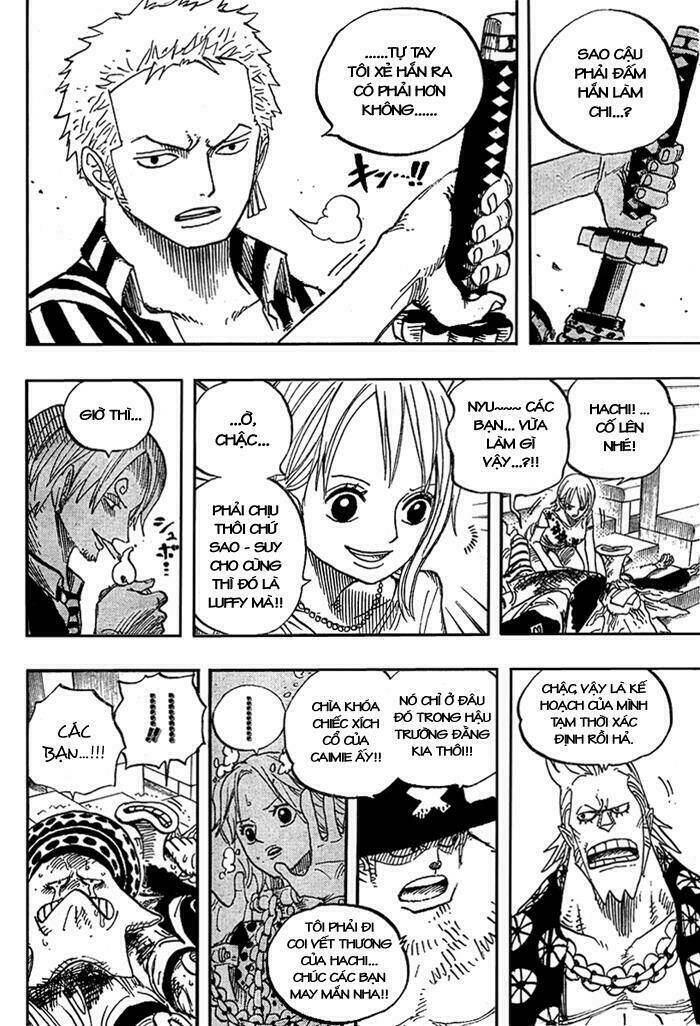 SAO CẬU
PHẢI ĐẤM
HẮN LÀM
CHI...?
......TỰ TAY
TÔI XẺ HẮN RA
CÓ PHẢI HƠN
KHÔNG......
HACHI! ...
CỐ LÊN
NHÉ!
NYU~~~~ CÁC
BẠN... VỪA
LÀM GÌ
VẬY...?!!
...Ờ,
CHẬC...
PHẢI CHỊU
THÔI CHỨ
SAO - SUY
CHO CÙNG
THÌ ĐÓ LÀ
LUFFY MÀ!!
GIỜ THÌ...
シュボ
CHẬC, VẬY LÀ KẾ
HOẠCH CỦA MÌNH
TẠM THỜI XÁC
ĐỊNH RỒI HẢ.
NÓ CHỈ Ở ĐÂU
ĐÓ TRONG HẬU
TRƯỜNG ĐẰNG
KIA THÔI!!
CHÌA KHÓA
CHIẾC XÍCH
CỔ CỦA
CAIMIE ẤY!!
TÔI PHẢI ĐI
COI VẾT THƯƠNG
CỦA HACHI...
CHÚC CÁC BẠN
MAY MẮN NHA!!
CÁC
BẠN...!!!